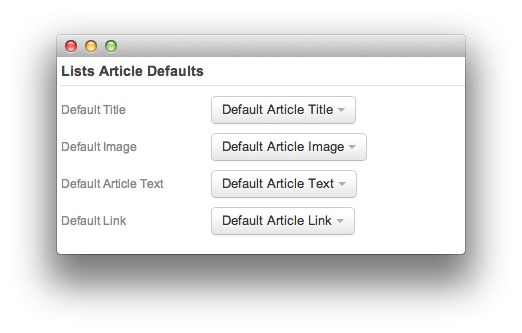 Lists Article Defaults
Default Title Default Article Title
Default Image Default Article Image
Default Article Text Default Article Text
Default Link Default Article Link